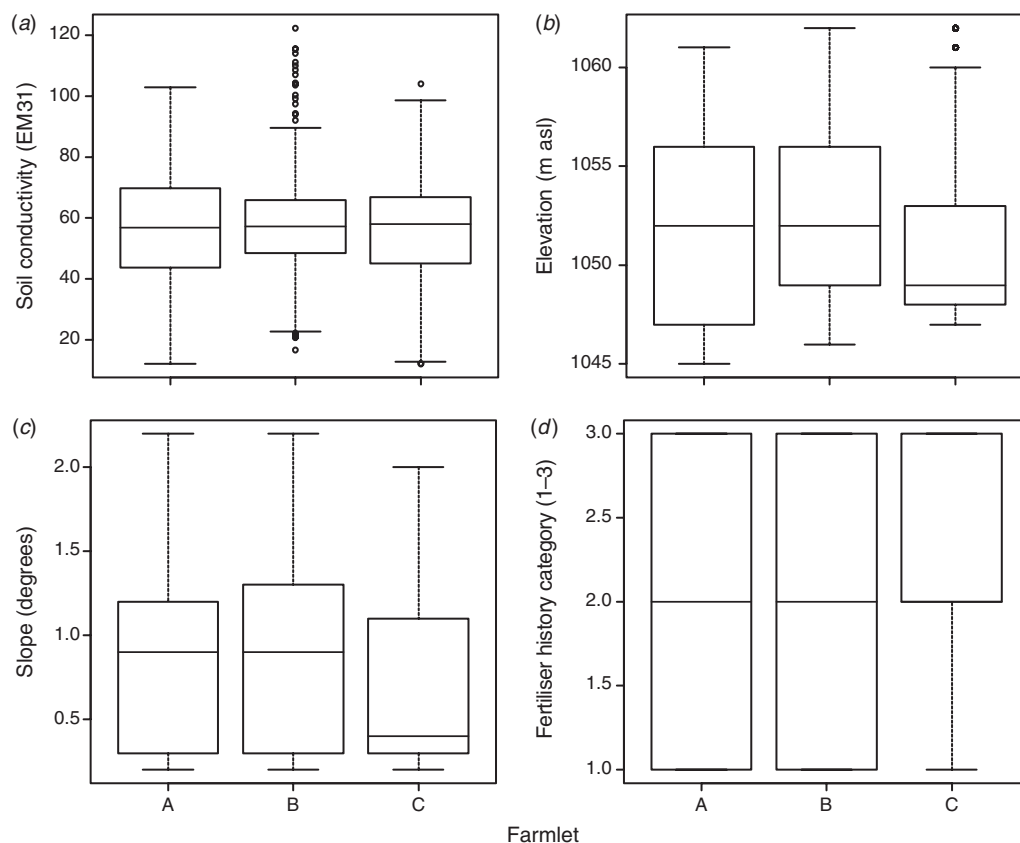 (a)
Soil conductivity (EM31)
120
100
80
60
40
20
(b)
Elevation (m asl)
1060
1055
1050
1045
(c)
Slope (degrees)
2.0
1.5
1.0
0.5
A
B
C
(d)
Fertiliser history category (1–3)
3.0
2.5
2.0
1.5
1.0
A
B
C
Farmlet